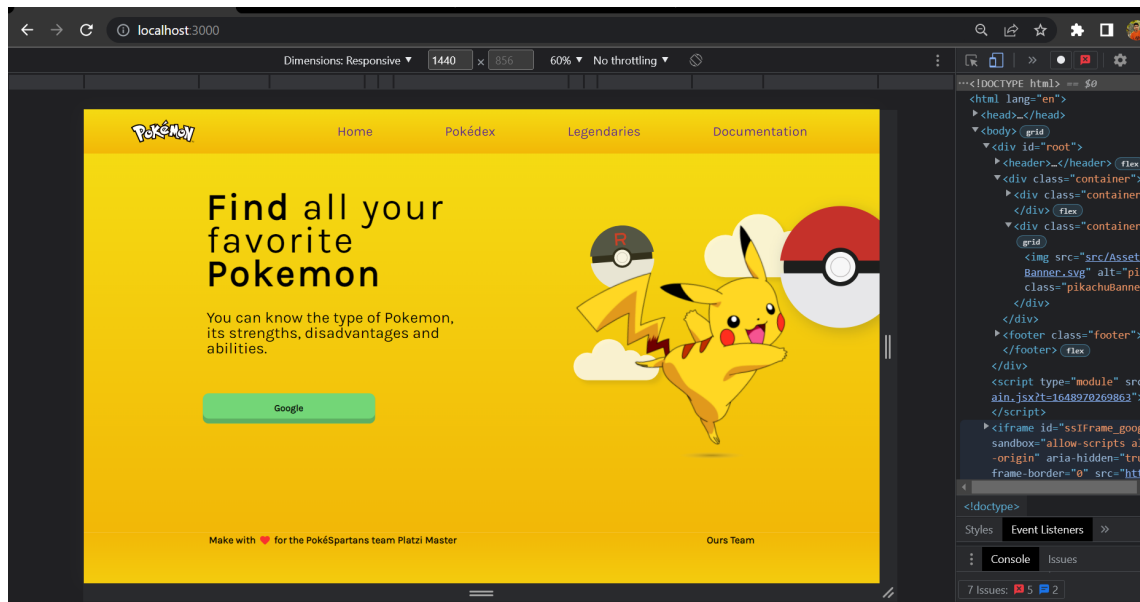 localhost:3000
Dimensions: Responsive ▼ 1440 × 856 60% ▼ No throttling ▼
POKéMON Home Pokédex Legendaries Documentation
Find all your
favorite
Pokemon
You can know the type of Pokemon,
its strengths, disadvantages and
abilities.
Google
R
Make with ❤ for the PokéSpartans team Platzi Master Ours Team
···<!DOCTYPE html> == $0
<html lang="en">
▶<head>…</head>
▼<body> grid
▼<div id="root">
▶<header>…</header> flex
▼<div class="container">
▶<div class="container
</div> flex
▼<div class="container
grid
<img src="src/Asset
Banner.svg" alt="pi
class="pikachuBanne
</div>
</div>
▶<footer class="footer">
</footer> flex
</div>
<script type="module" src
ain.jsx?t=1648970269863">
</script>
▶<iframe id="ssIFrame_goog
sandbox="allow-scripts al
-origin" aria-hidden="tru
frame-border="0" src="htt
<!doctype>
Styles Event Listeners »
Console Issues
7 Issues: 5 2